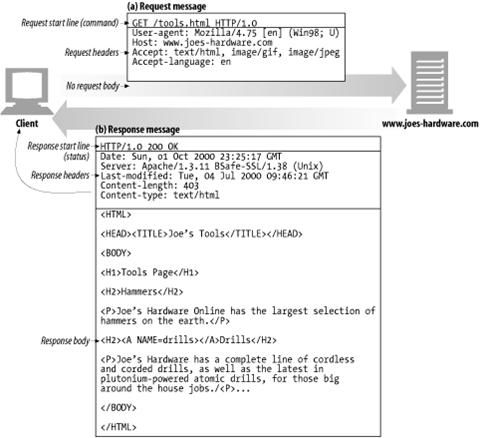 (a) Request message
Request start line (command)
GET /tools.html HTTP/1.0
Request headers
User-agent: Mozilla/4.75 [en] (Win98; U)
Host: www.joes-hardware.com
Accept: text/html, image/gif, image/jpeg
Accept-language: en
No request body
Client
www.joes-hardware.com
(b) Response message
Response start line
(status)
HTTP/1.0 200 OK
Response headers
Date: Sun, 01 Oct 2000 23:25:17 GMT
Server: Apache/1.3.11 BSafe-SSL/1.38 (Unix)
Last-modified: Tue, 04 Jul 2000 09:46:21 GMT
Content-length: 403
Content-type: text/html
Response body
<HTML>
<HEAD><TITLE>Joe's Tools</TITLE></HEAD>
<BODY>
<H1>Tools Page</H1>
<H2>Hammers</H2>
<P>Joe's Hardware Online has the largest selection of
hammers on the earth.</P>
<H2><A NAME=drills></A>Drills</H2>
<P>Joe's Hardware has a complete line of cordless
and corded drills, as well as the latest in
plutonium-powered atomic drills, for those big
around the house jobs./<P>...
</BODY>
</HTML>